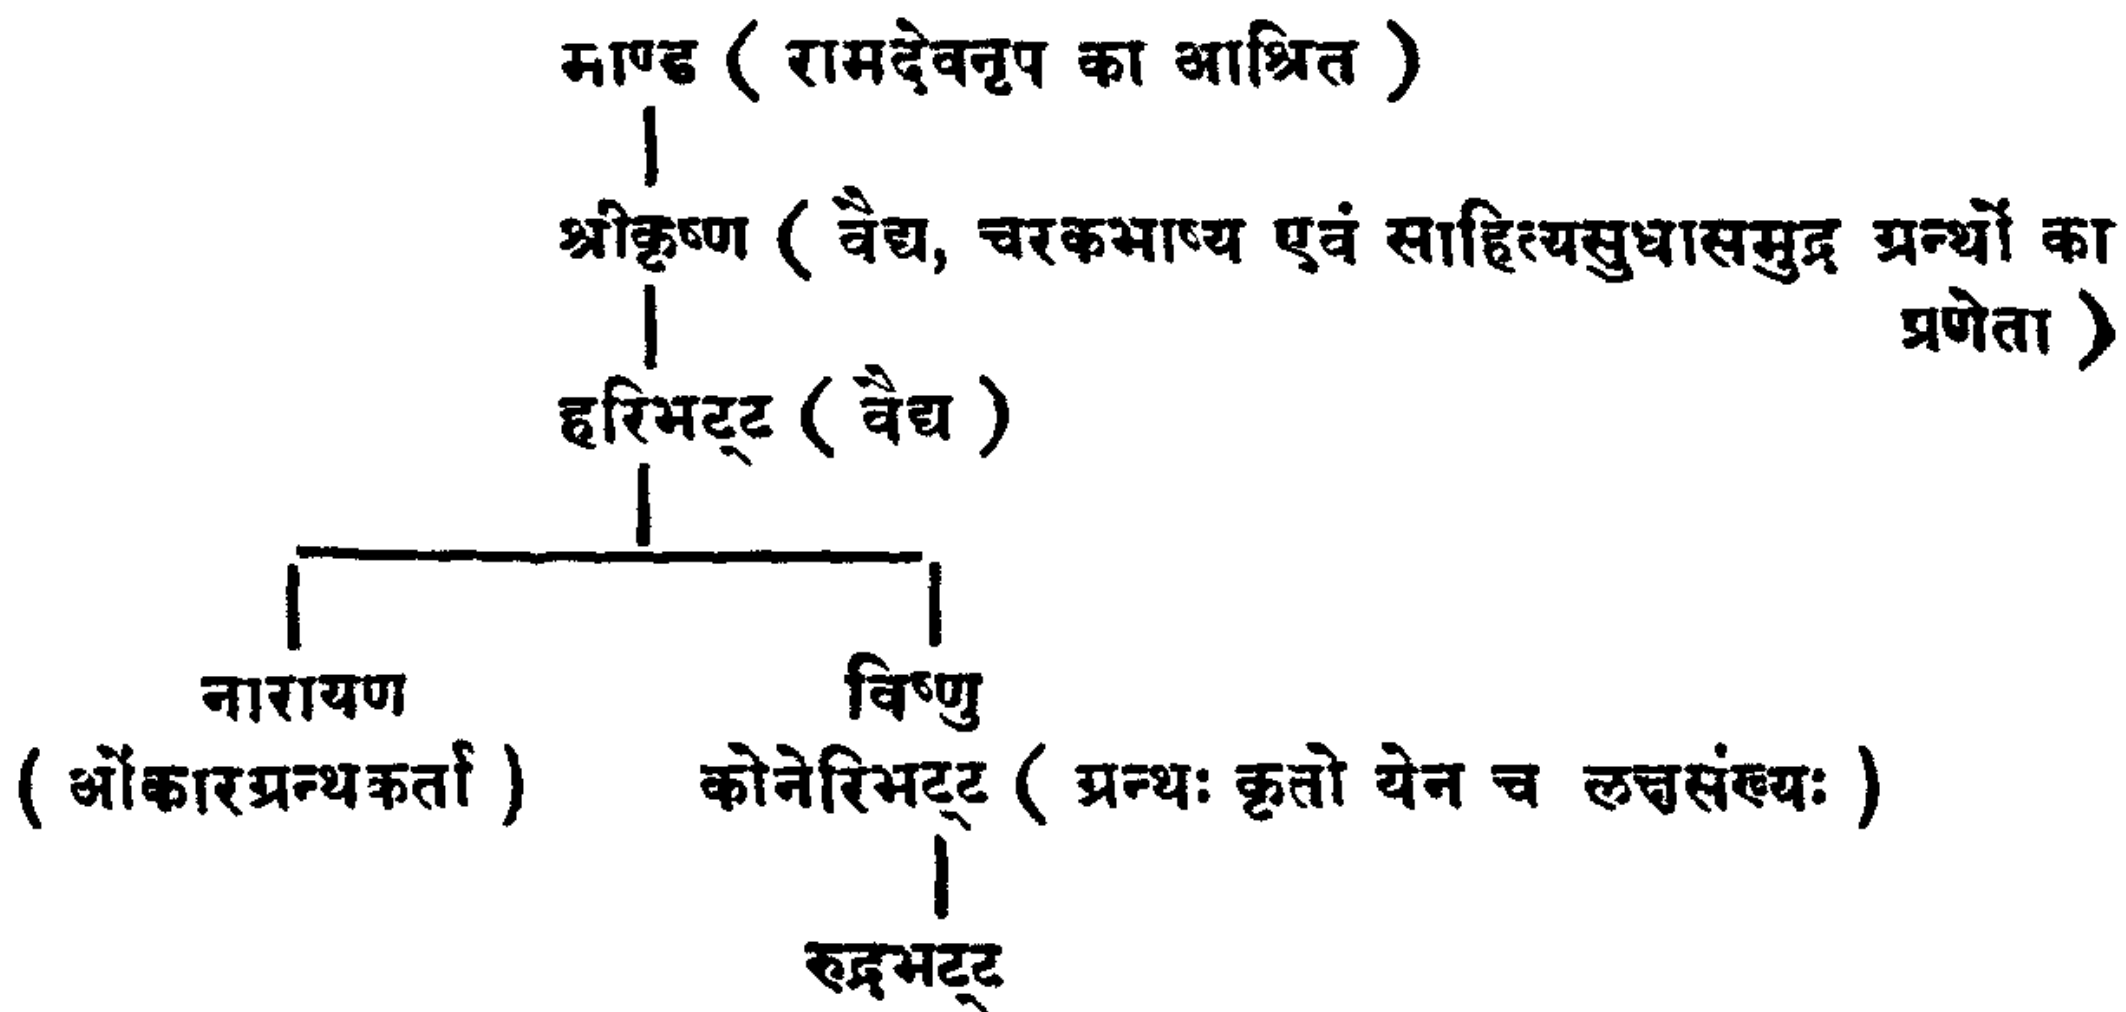 माण्ड ( रामदेवनृप का आश्रित )
श्रीकृष्ण ( वैद्य, चरकभाष्य एवं साहित्यसुधासमुद्र ग्रन्थों का
प्रणेता )
हरिभट्ट ( वैद्य )
नारायण विष्णु
( ओंकारग्रन्थकर्ता ) कोनेरिभट्ट ( ग्रन्थः कृतो येन च लक्षसंख्यः )
रुद्रभट्ट